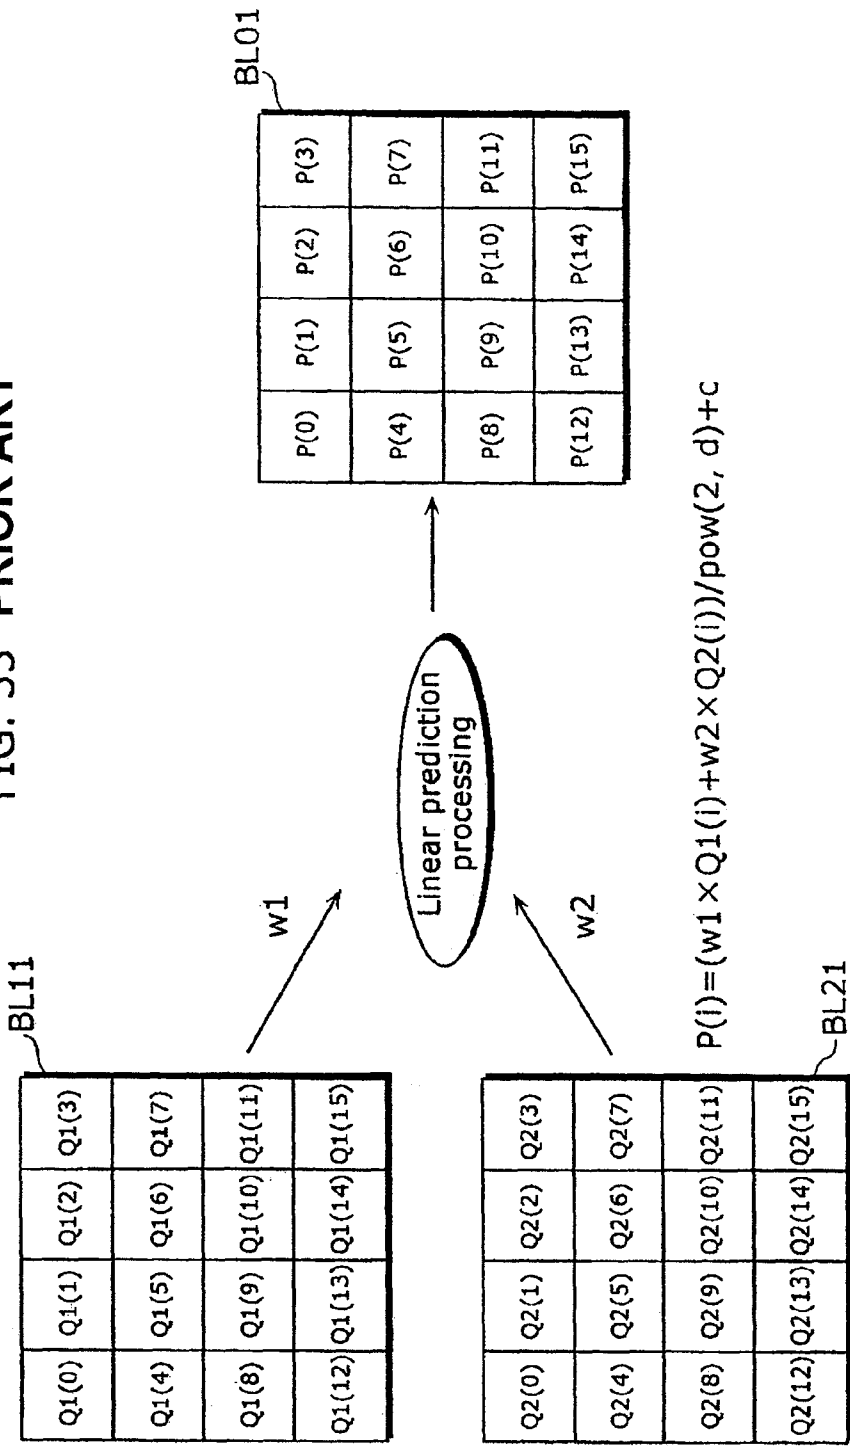 FIG. 33 PRIOR ART
BL11
Q1(0) Q1(1) Q1(2) Q1(3)
Q1(4) Q1(5) Q1(6) Q1(7)
Q1(8) Q1(9) Q1(10) Q1(11)
Q1(12) Q1(13) Q1(14) Q1(15)
w1
BL01
P(0) P(1) P(2) P(3)
P(4) P(5) P(6) P(7)
P(8) P(9) P(10) P(11)
P(12) P(13) P(14) P(15)
Linear prediction
processing
w2
Q2(0) Q2(1) Q2(2) Q2(3)
Q2(4) Q2(5) Q2(6) Q2(7)
Q2(8) Q2(9) Q2(10) Q2(11)
Q2(12) Q2(13) Q2(14) Q2(15)
BL21
P(i)=(w1×Q1(i)+w2×Q2(i))/pow(2, d)+c